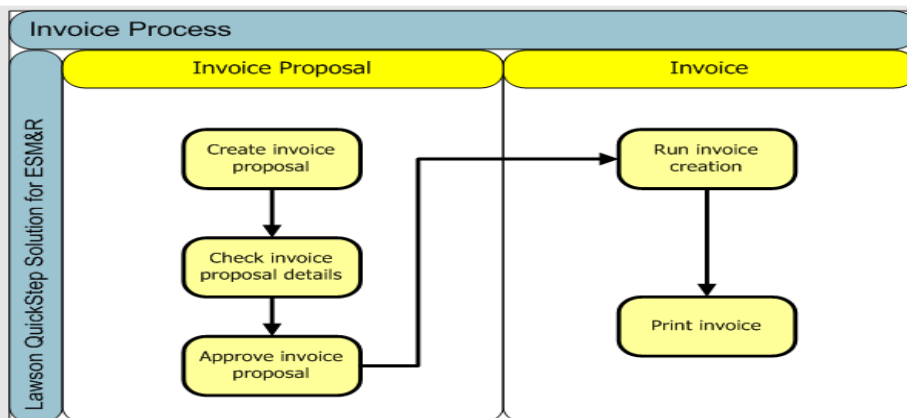 Invoice Process
Lawson QuickStep Solution for ESM&R
Invoice Proposal
Invoice
Create invoice
proposal
Check invoice
proposal details
Approve invoice
proposal
Run invoice
creation
Print invoice